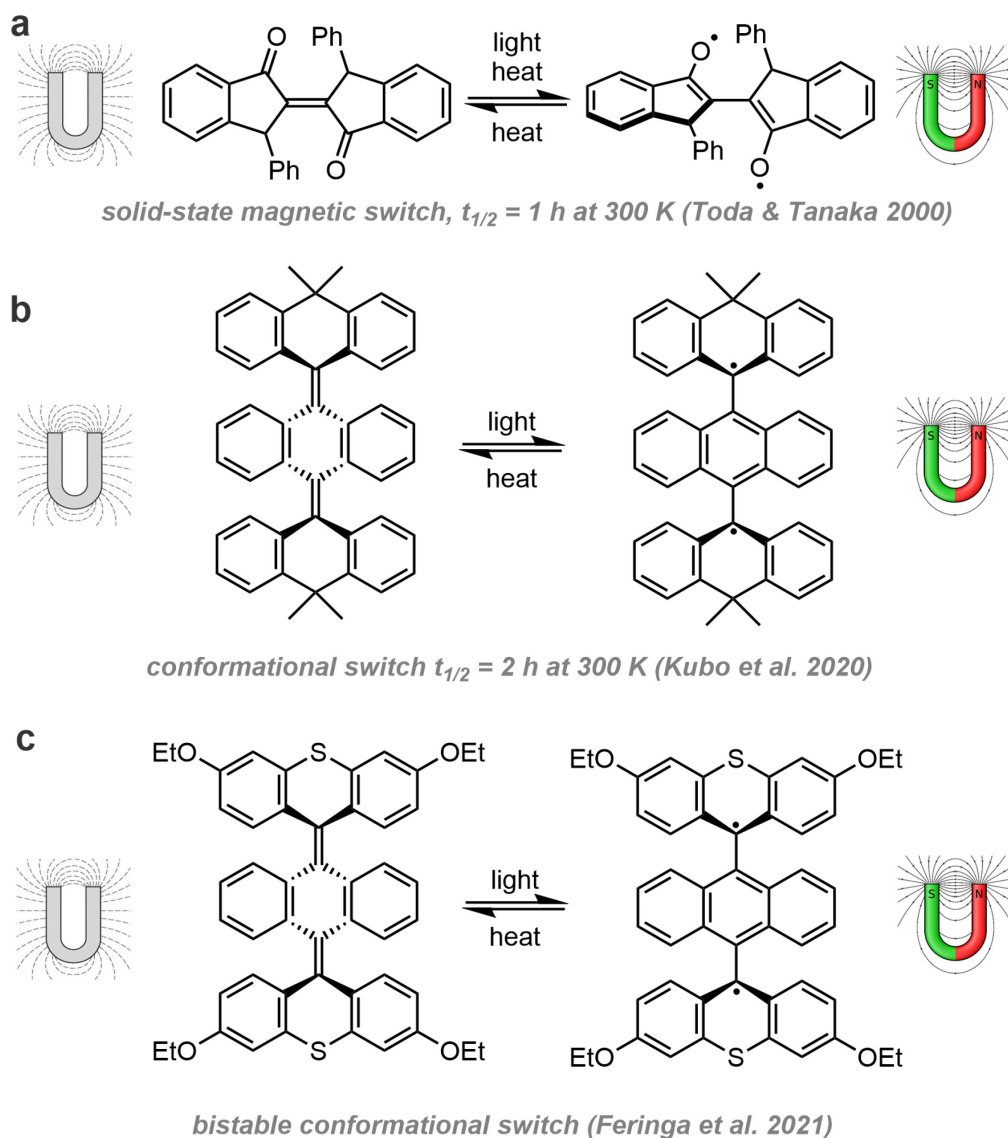 a
O
Ph
Ph
O
light
heat
heat
Ph
O•
Ph
O
•
S N
solid-state magnetic switch, t1/2 = 1 h at 300 K (Toda & Tanaka 2000)
b
light
heat
•
•
S N
conformational switch t1/2 = 2 h at 300 K (Kubo et al. 2020)
c
EtO S OEt
EtO S OEt
light
heat
EtO S OEt
•
•
EtO S OEt
S N
bistable conformational switch (Feringa et al. 2021)